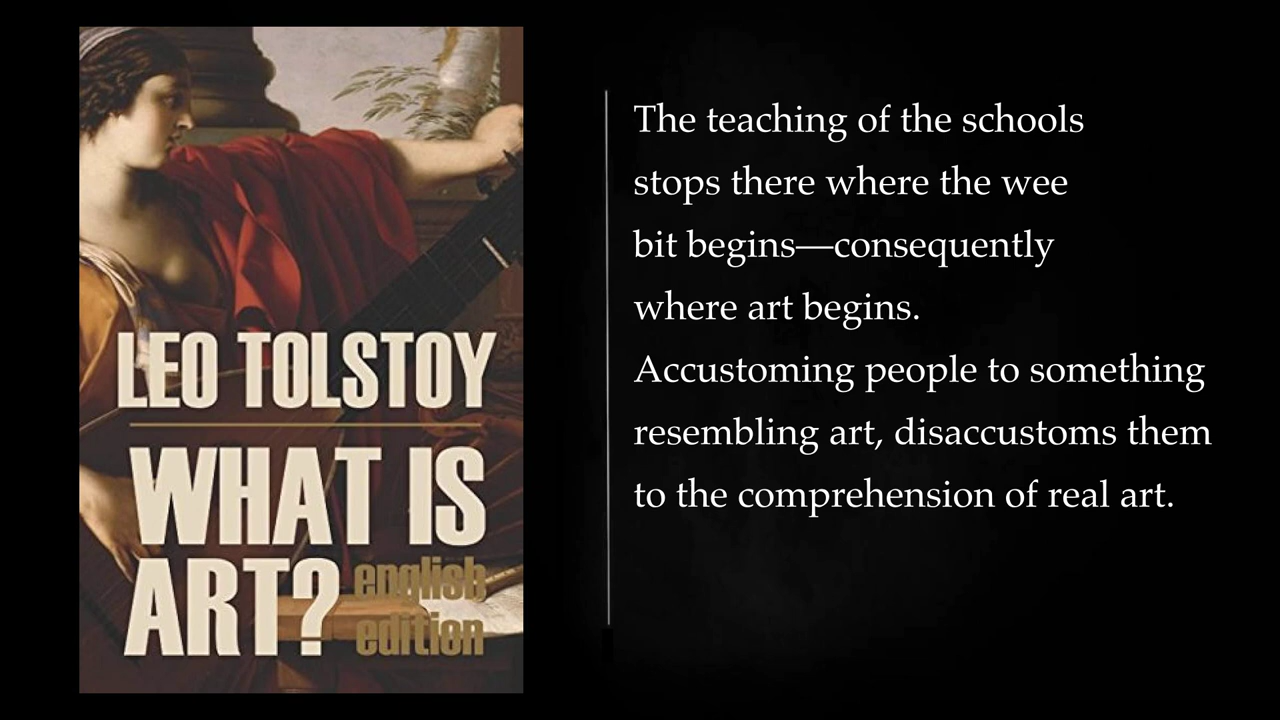 LEO TOLSTOY
WHAT IS
ART?
english
edition
The teaching of the schools
stops there where the wee
bit begins—consequently
where art begins.
Accustoming people to something
resembling art, disaccustoms them
to the comprehension of real art.